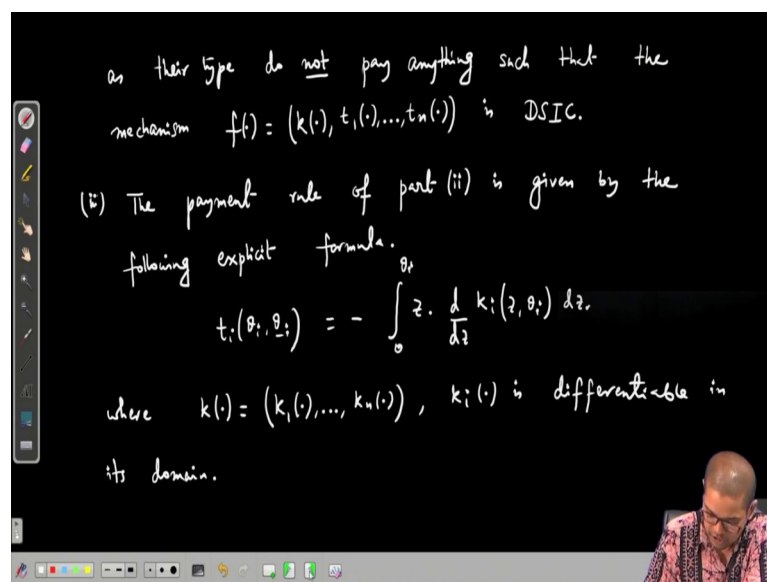 as their type do not pay anything such that the
mechanism f(·) = (k(·), t₁(·),..., tₙ(·)) is DSIC.
(iii) The payment rule of part (ii) is given by the
following explicit formula.
tᵢ(θᵢ, θ₋ᵢ) = - ∫₀^θᵢ z. d/dz kᵢ(z, θ₋ᵢ) dz.
where k(·) = (k₁(·),..., kₙ(·)), kᵢ(·) is differentiable in
its domain.